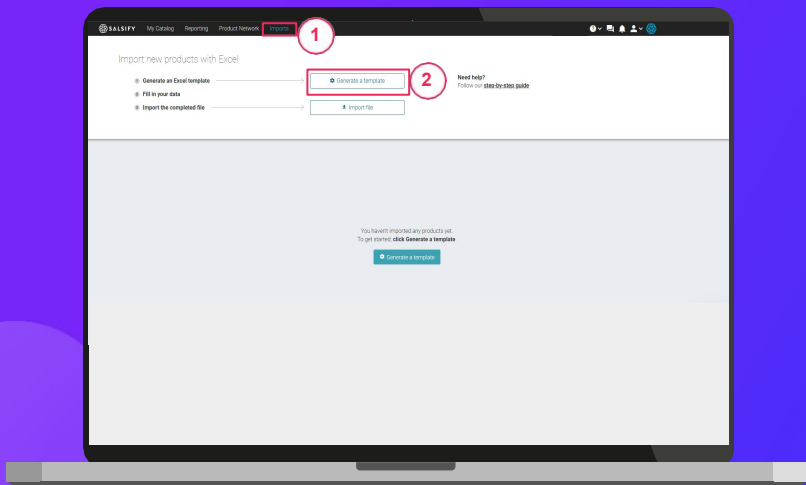 SALSIFY My Catalog Reporting Product Network Imports
1
Import new products with Excel
1 Generate an Excel template
Generate a template
2
Need help?
Follow our step-by-step guide
2 Fill in your data
3 Import the completed file
Import file
You haven't imported any products yet.
To get started, click Generate a template
Generate a template